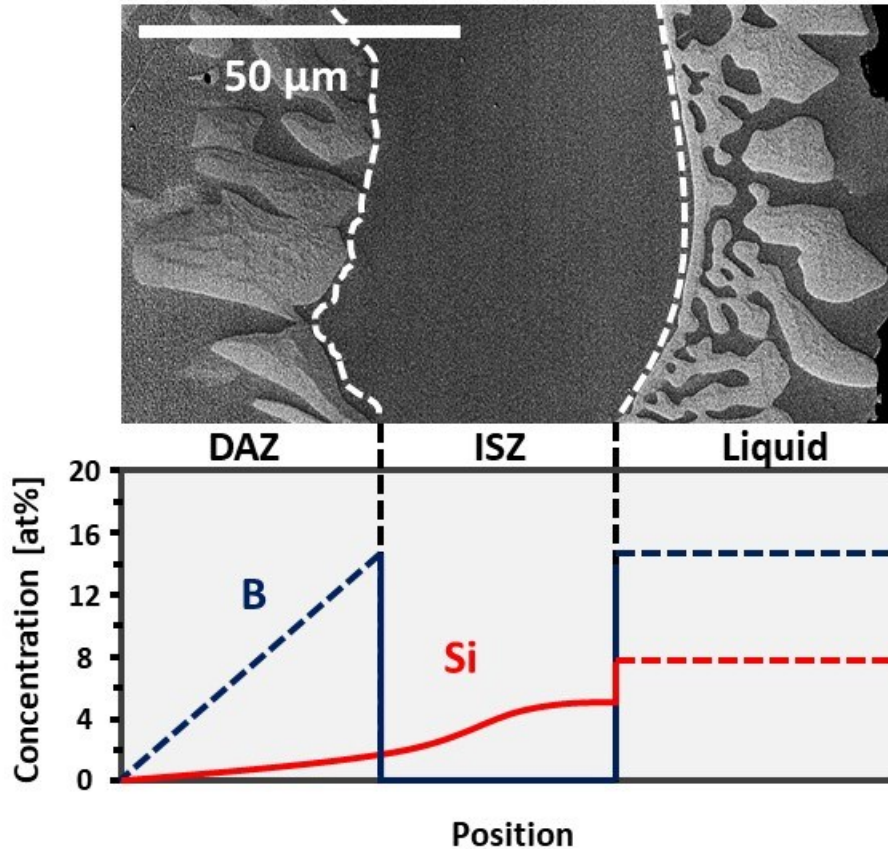 50 µm
DAZ ISZ Liquid
20
16
12
8
4
0
Concentration [at%]
B
Si
Position